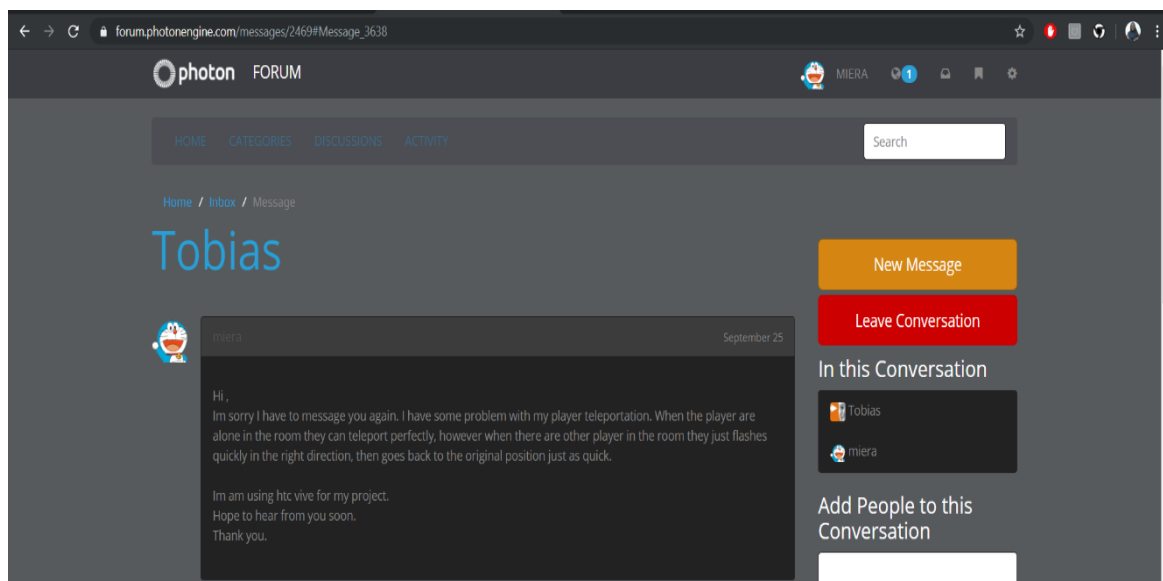 forum.photonengine.com/messages/2469#Message_3638
photon FORUM
MIERA
1
HOME CATEGORIES DISCUSSIONS ACTIVITY
Search
Home / Inbox / Message
Tobias
New Message
Leave Conversation
miera
September 25
Hi ,
Im sorry I have to message you again. I have some problem with my player teleportation. When the player are
alone in the room they can teleport perfectly, however when there are other player in the room they just flashes
quickly in the right direction, then goes back to the original position just as quick.
Im am using htc vive for my project.
Hope to hear from you soon.
Thank you.
In this Conversation
Tobias
miera
Add People to this
Conversation